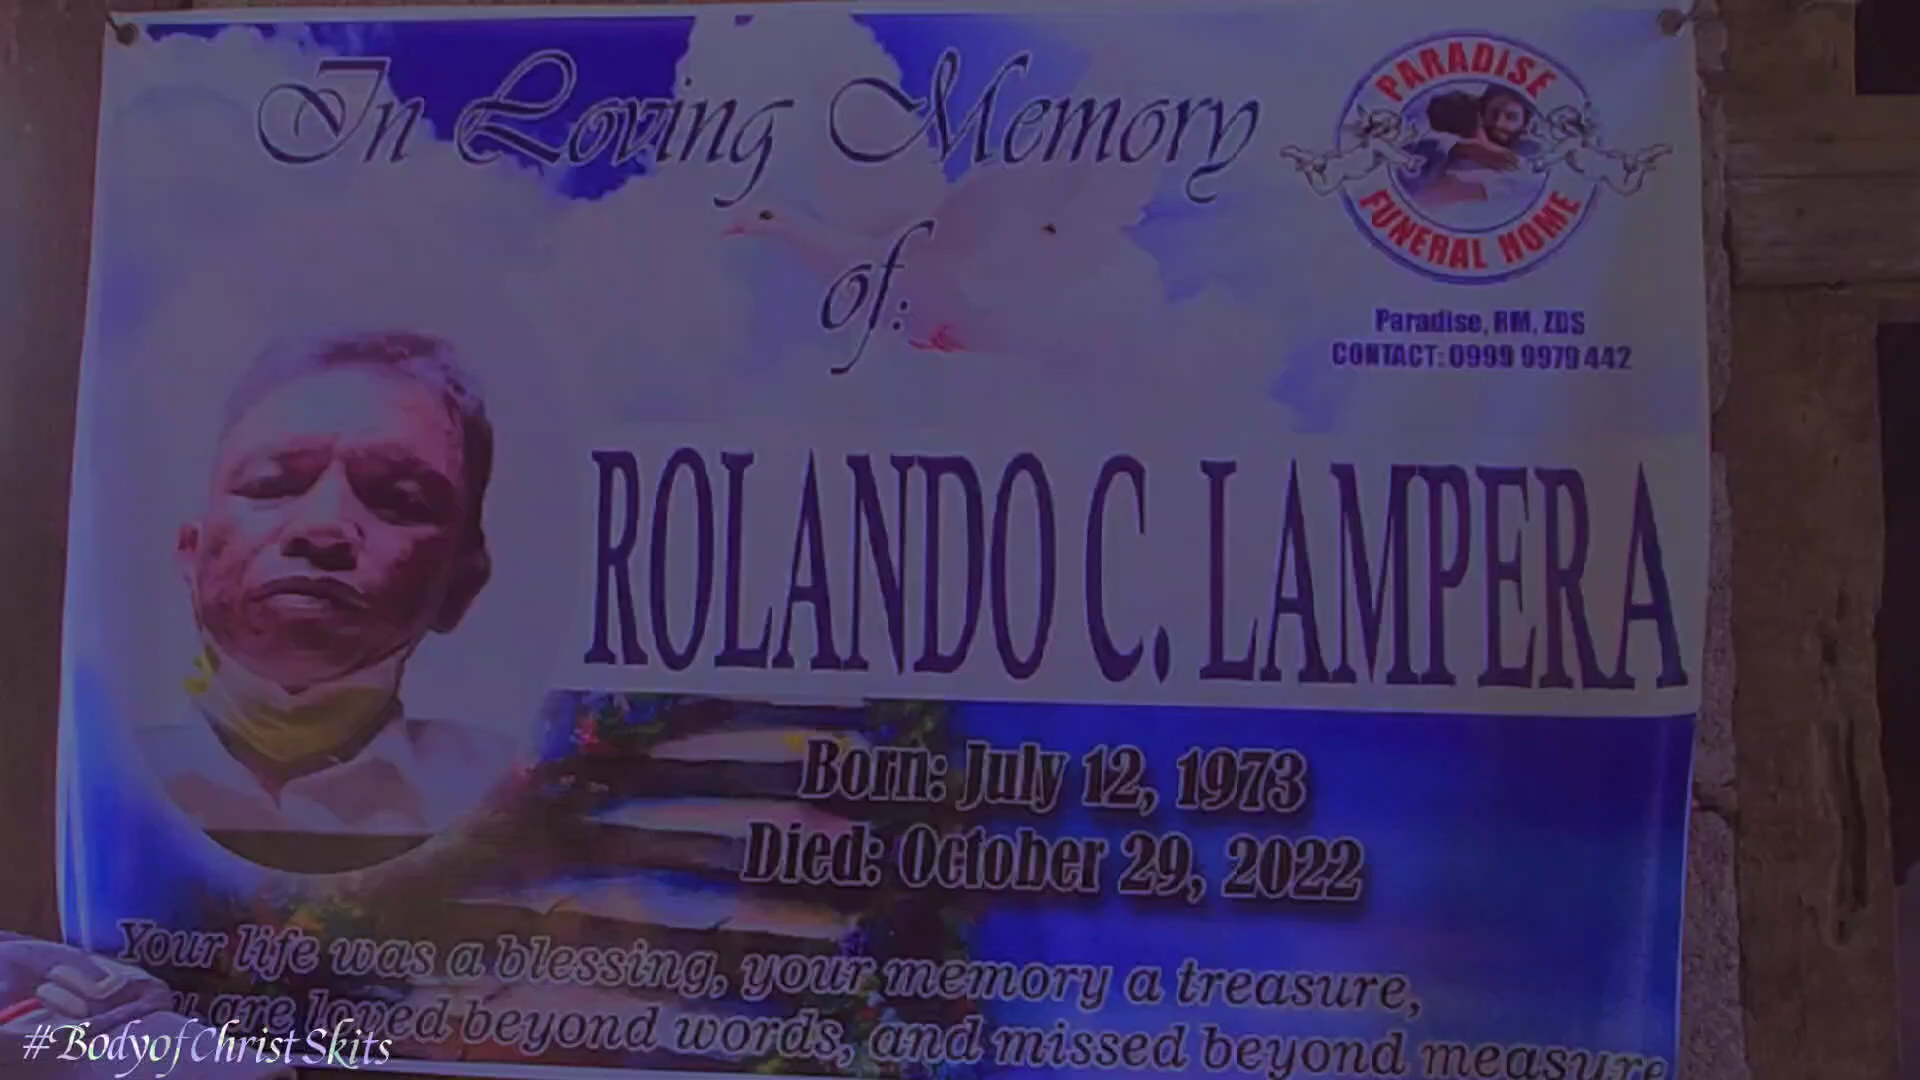 In Loving Memory
of:
PARADISE
FUNERAL HOME
Paradise, RM, ZDS
CONTACT: 0999 9979 442
ROLANDO C. LAMPERA
Born: July 12, 1973
Died: October 29, 2022
Your life was a blessing, your memory a treasure,
are loved beyond words, and missed beyond measure
#BodyofChristSkits